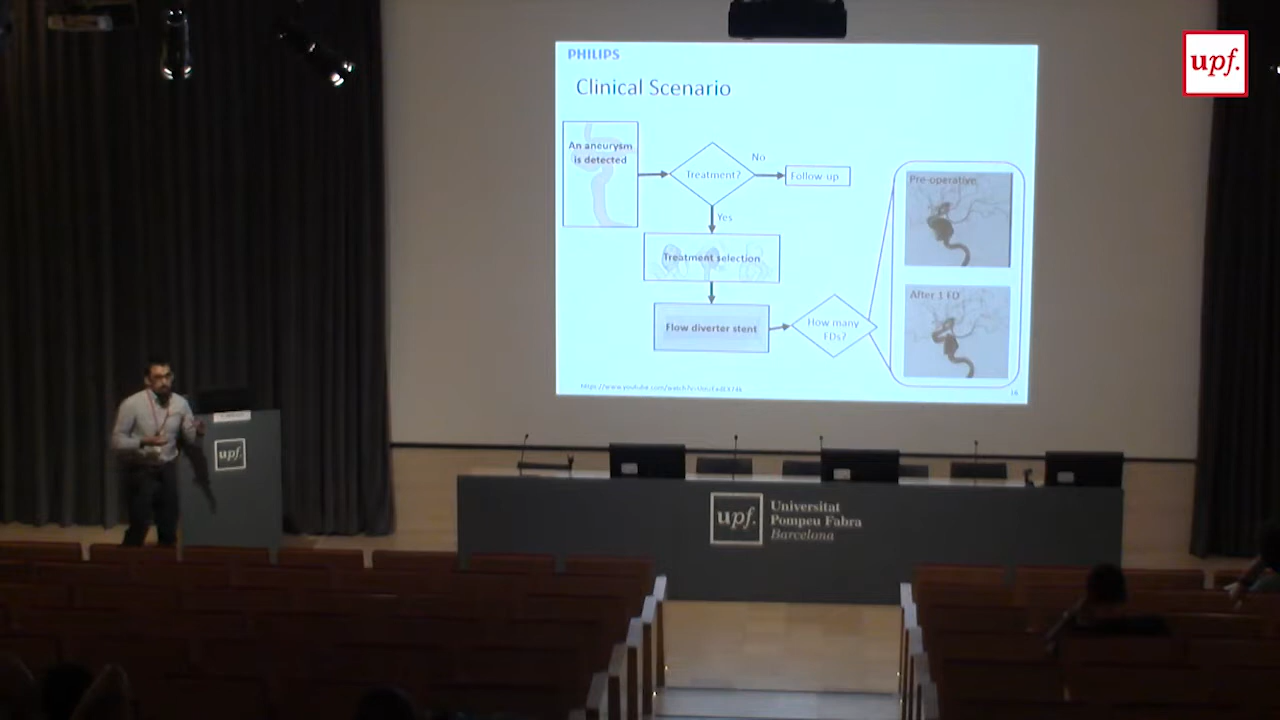 PHILIPS
Clinical Scenario
An aneurysm
is detected
Treatment?
No
Follow-up
Yes
Treatment selection
Flow diverter stent
How many
FDs?
Pre-operative
After 1 FD
16
upf.
upf.
upf.
Universitat
Pompeu Fabra
Barcelona